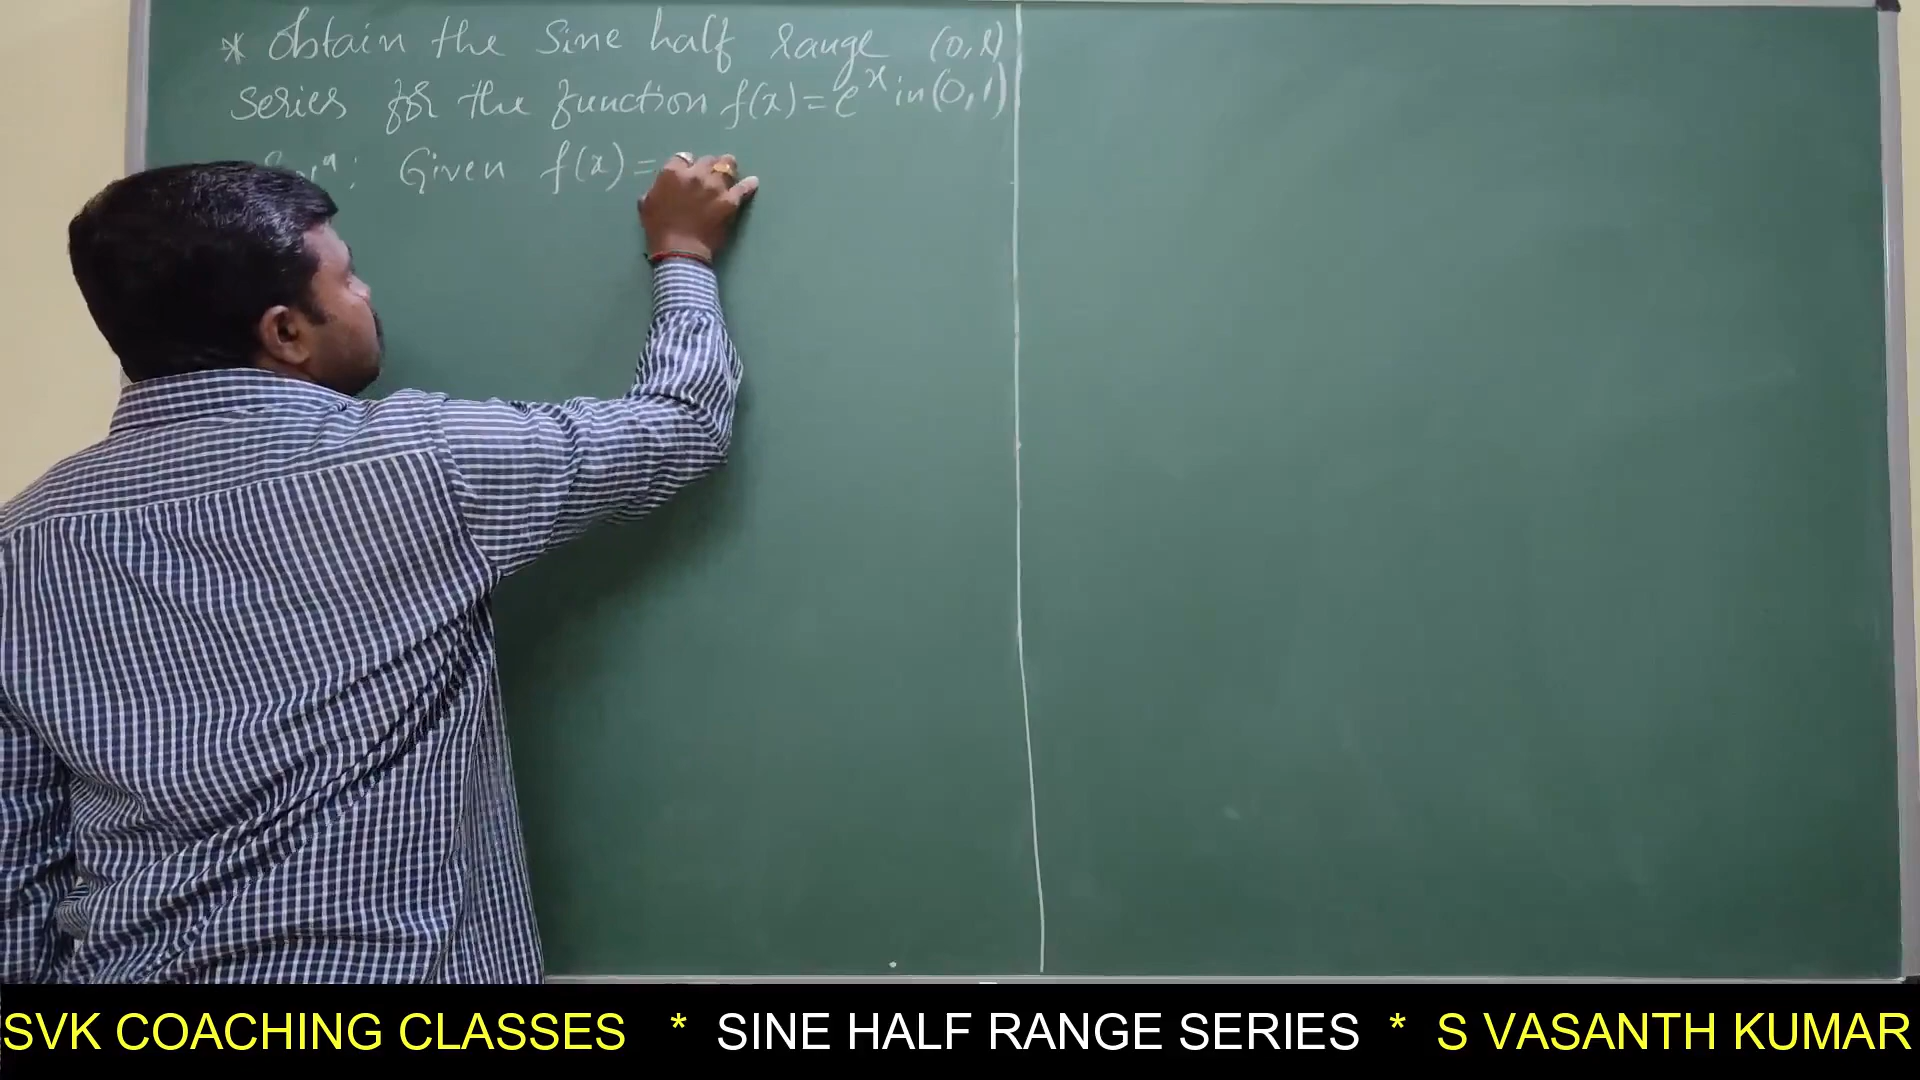 * Obtain the Sine half range (0,l)
series for the function f(x) = e^x in (0,1)
: Given f(x) =
SVK COACHING CLASSES * SINE HALF RANGE SERIES * S VASANTH KUMAR